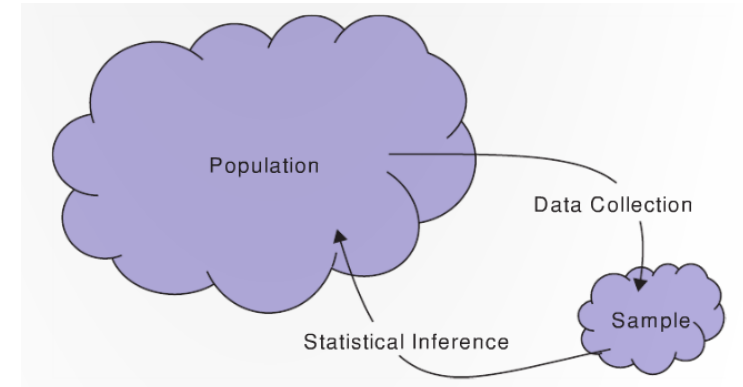 Population
Data Collection
Sample
Statistical Inference